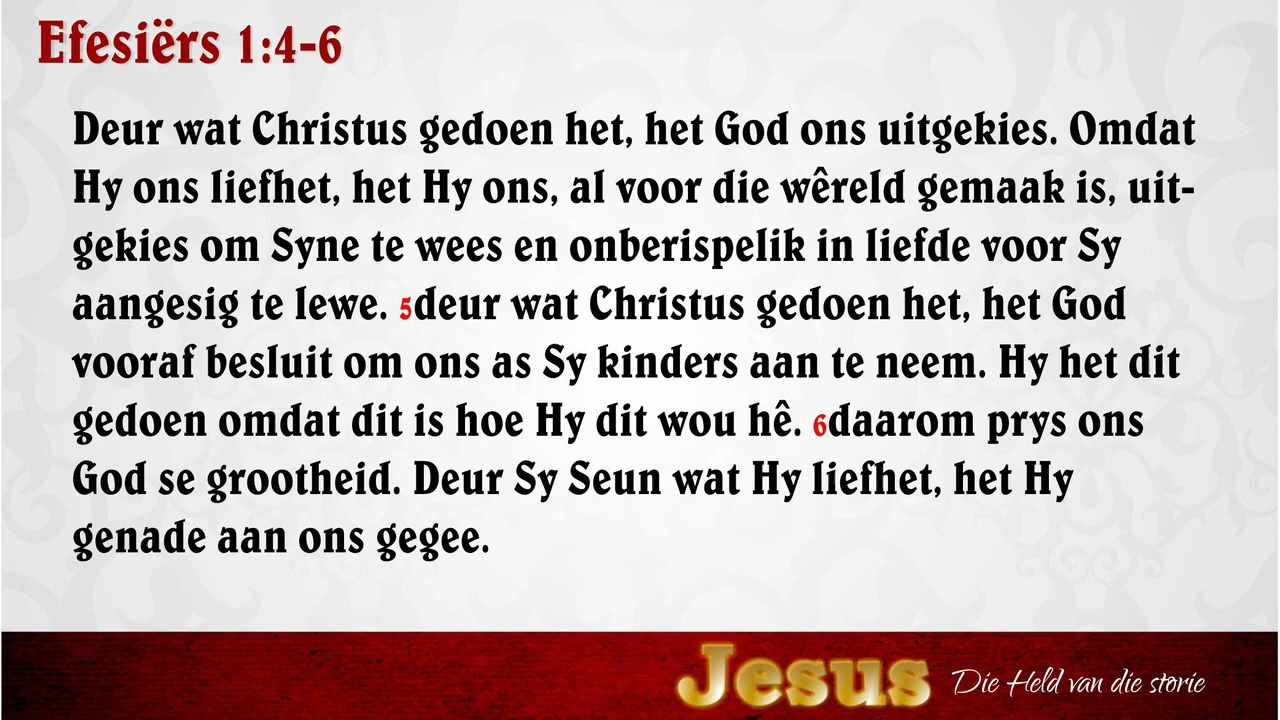 Efesiërs 1:4-6
Deur wat Christus gedoen het, het God ons uitgekies. Omdat
Hy ons liefhet, het Hy ons, al voor die wêreld gemaak is, uit-
gekies om Syne te wees en onberispelik in liefde voor Sy
aangesig te lewe. 5deur wat Christus gedoen het, het God
vooraf besluit om ons as Sy kinders aan te neem. Hy het dit
gedoen omdat dit is hoe Hy dit wou hê. 6daarom prys ons
God se grootheid. Deur Sy Seun wat Hy liefhet, het Hy
genade aan ons gegee.
Jesus Die Held van die storie